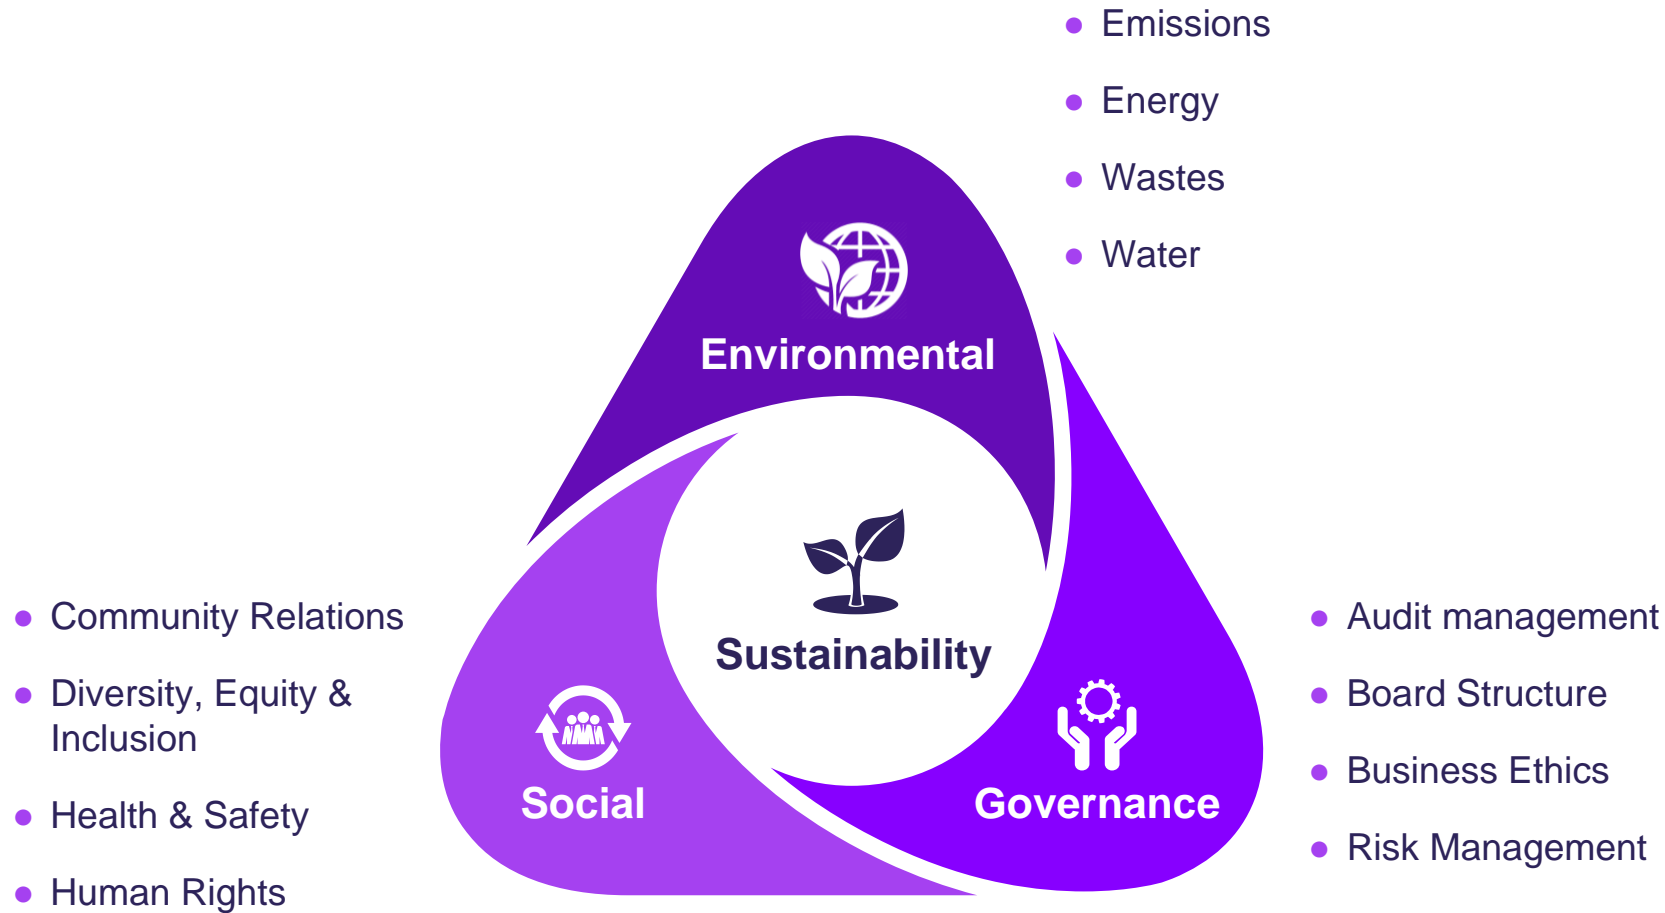 Emissions
Energy
Wastes
Water
Environmental
Sustainability
Community Relations
Diversity, Equity &
Inclusion
Health & Safety
Human Rights
Social
Governance
Audit management
Board Structure
Business Ethics
Risk Management